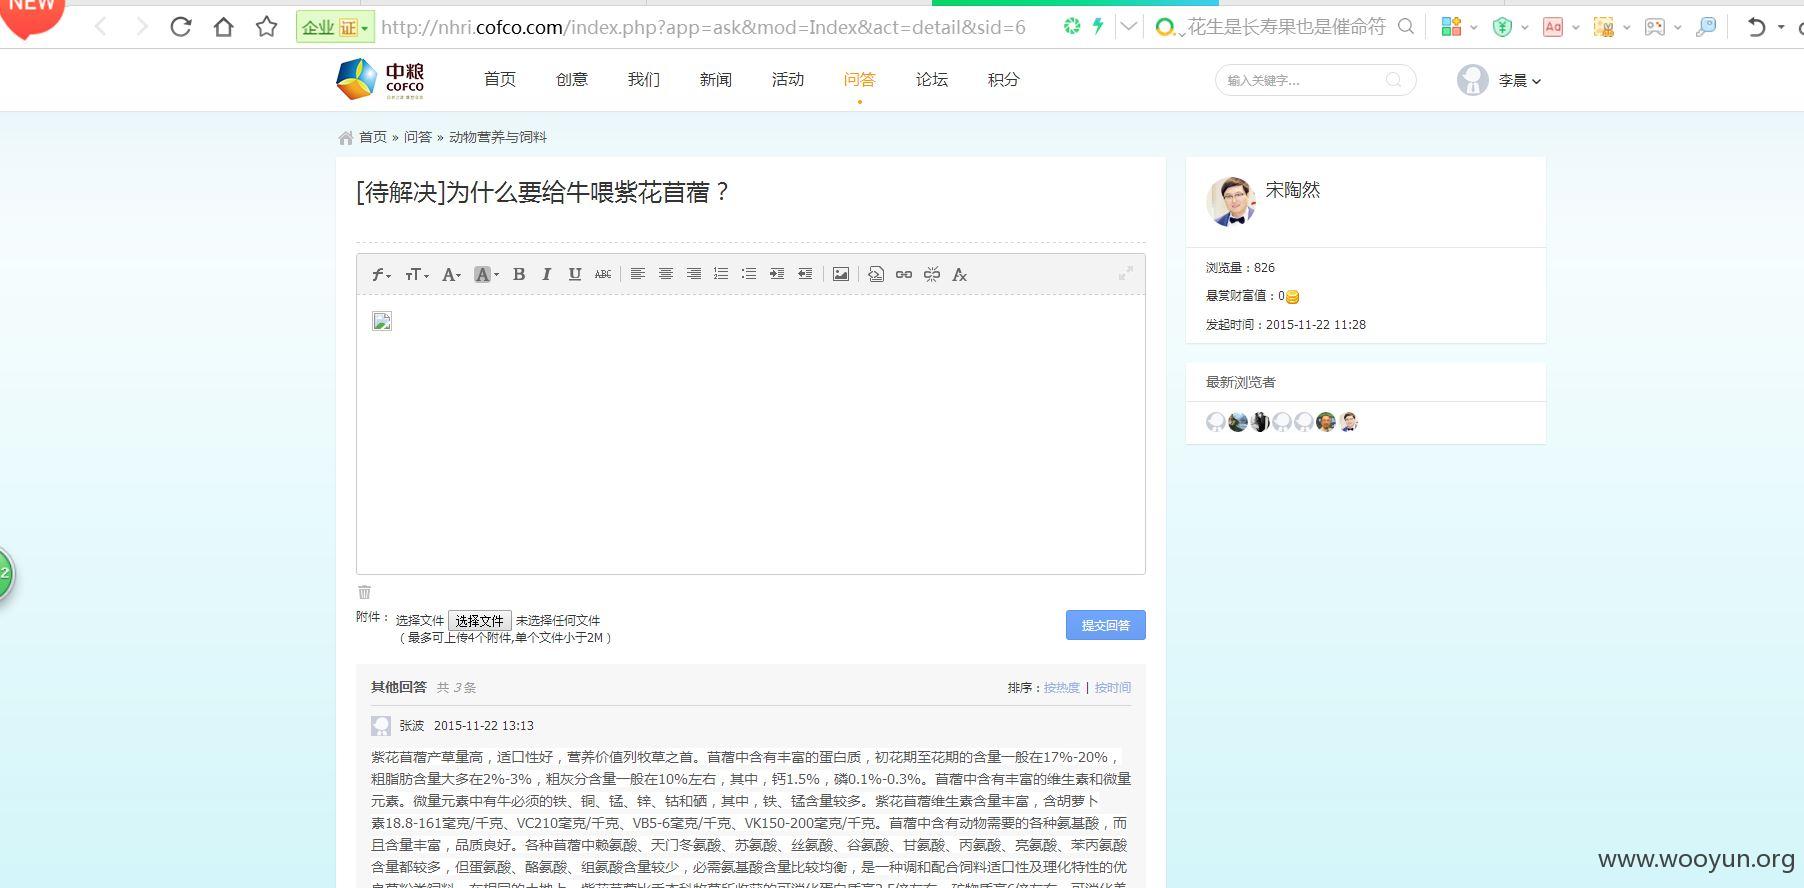 NEW
企业 证
http://nhri.cofco.com/index.php?app=ask&mod=Index&act=detail&sid=6
花生是长寿果也是催命符
中粮
COFCO
首页 创意 我们 新闻 活动 问答 论坛 积分
输入关键字...
李晨
首页 » 问答 » 动物营养与饲料
[待解决]为什么要给牛喂紫花苜蓿？
宋陶然
浏览量：826
悬赏财富值：0
发起时间：2015-11-22 11:28
最新浏览者
2
附件： 选择文件 选择文件 未选择任何文件
（最多可上传4个附件,单个文件小于2M）
提交回答
其他回答 共 3 条
排序：按热度 | 按时间
张波 2015-11-22 13:13
紫花苜蓿产草量高，适口性好，营养价值列牧草之首。苜蓿中含有丰富的蛋白质，初花期至花期的含量一般在17%-20%，
粗脂肪含量大多在2%-3%，粗灰分含量一般在10%左右，其中，钙1.5%，磷0.1%-0.3%。苜蓿中含有丰富的维生素和微量
元素。微量元素中有牛必须的铁、铜、锰、锌、钴和硒，其中，铁、锰含量较多。紫花苜蓿维生素含量丰富，含胡萝卜
素18.8-161毫克/千克、VC210毫克/千克、VB5-6毫克/千克、VK150-200毫克/千克。苜蓿中含有动物需要的各种氨基酸，而
且含量丰富，品质良好。各种苜蓿中赖氨酸、天门冬氨酸、苏氨酸、丝氨酸、谷氨酸、甘氨酸、丙氨酸、亮氨酸、苯丙氨酸
含量都较多，但蛋氨酸、酪氨酸、组氨酸含量较少，必需氨基酸含量比较均衡，是一种调和配合饲料适口性及理化特性的优
www.wooyun.org